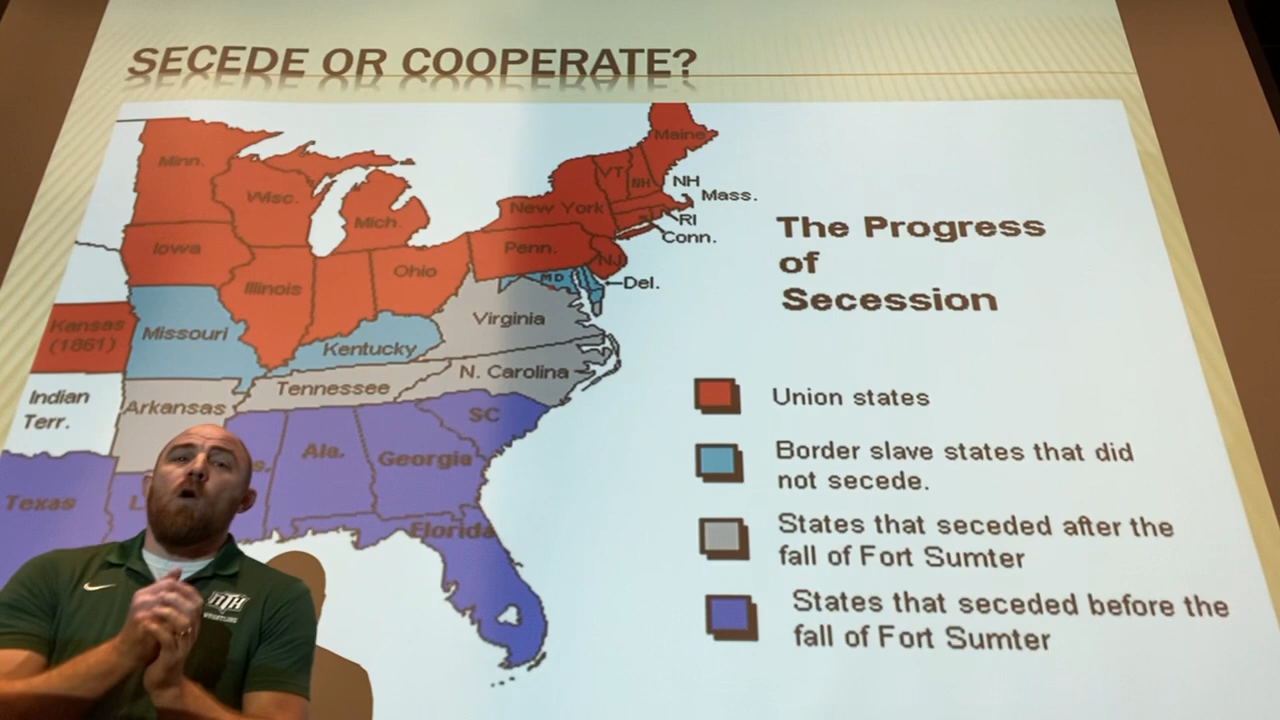 SECEDE OR COOPERATE?
Maine
Minn.
VT
NH
NH
Wisc.
Mass.
New York
Mich.
RI
Conn.
Iowa
Penn.
NJ
Ohio
MD
Del.
Illinois
Virginia
Kansas
(1861)
Missouri
Kentucky
N. Carolina
Tennessee
Indian
Terr.
Arkansas
SC
Ala.
Georgia
s.
Texas
L
Florida
The Progress
of
Secession
Union states
Border slave states that did
not secede.
States that seceded after the
fall of Fort Sumter
States that seceded before the
fall of Fort Sumter
WRESTLING